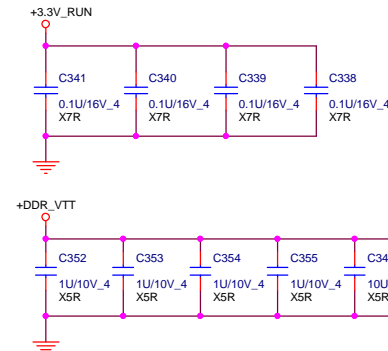 +3.3V_RUN
C341 C340 C339 C338
0.1U/16V_4 0.1U/16V_4 0.1U/16V_4 0.1U/16V_4
X7R X7R X7R X7R
+DDR_VTT
C352 C353 C354 C355 C34
1U/10V_4 1U/10V_4 1U/10V_4 1U/10V_4 10U
X5R X5R X5R X5R X5R